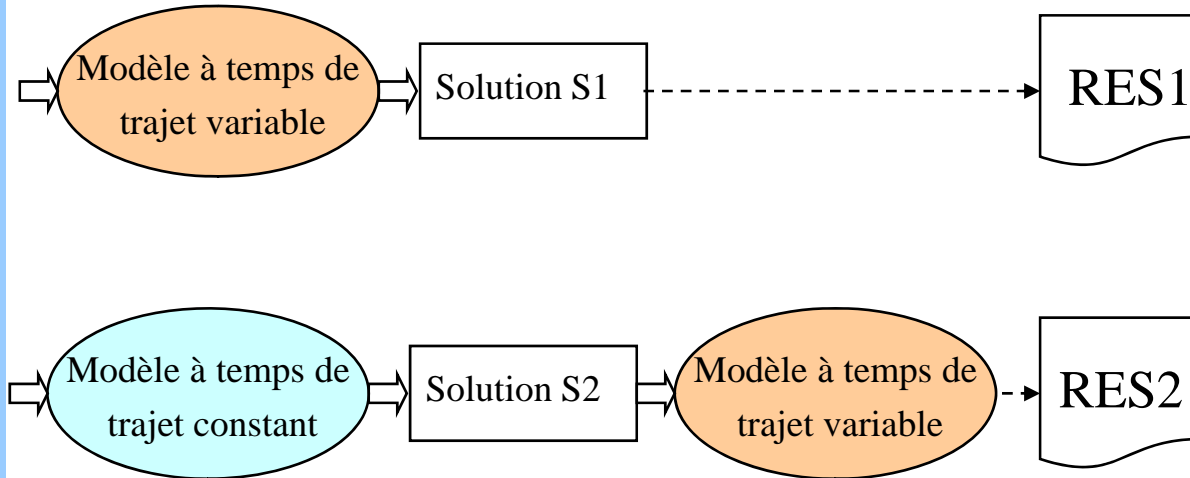 Modèle à temps de
trajet variable
Solution S1
RES1
Modèle à temps de
trajet constant
Solution S2
Modèle à temps de
trajet variable
RES2